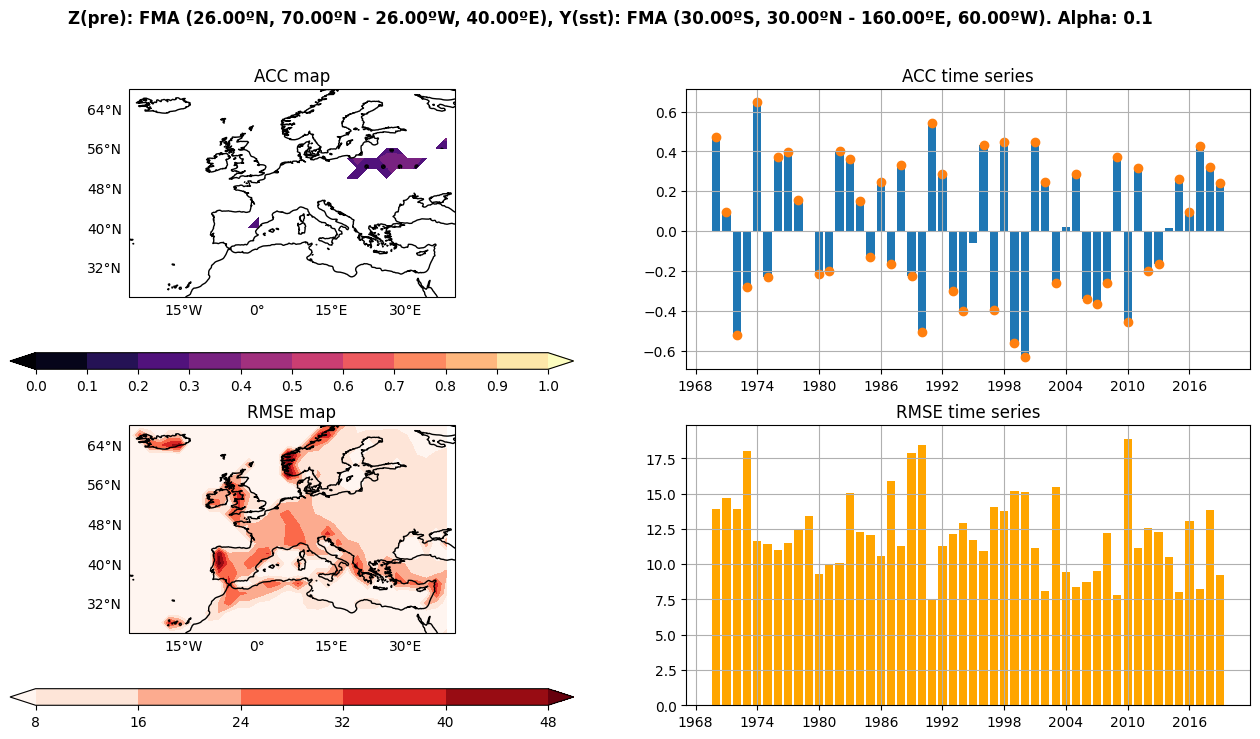 Z(pre): FMA (26.00ºN, 70.00ºN - 26.00ºW, 40.00ºE), Y(sst): FMA (30.00ºS, 30.00ºN - 160.00ºE, 60.00ºW). Alpha: 0.1
ACC map
64°N
56°N
48°N
40°N
32°N
15°W 0° 15°E 30°E
0.0 0.1 0.2 0.3 0.4 0.5 0.6 0.7 0.8 0.9 1.0
ACC time series
0.6
0.4
0.2
0.0
−0.2
−0.4
−0.6
1968 1974 1980 1986 1992 1998 2004 2010 2016
RMSE map
64°N
56°N
48°N
40°N
32°N
15°W 0° 15°E 30°E
8 16 24 32 40 48
RMSE time series
17.5
15.0
12.5
10.0
7.5
5.0
2.5
0.0
1968 1974 1980 1986 1992 1998 2004 2010 2016